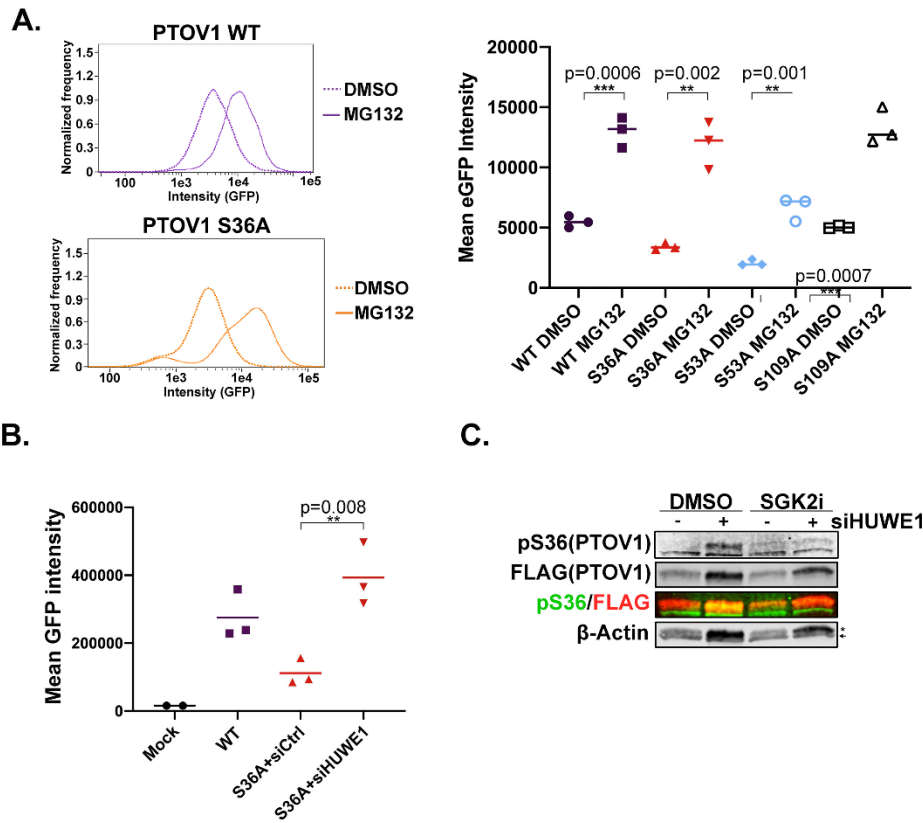 A.
PTOV1 WT
Normalized frequency
1.5
1.2
0.9
0.6
0.3
0
100 1e3 1e4 1e5
Intensity (GFP)
DMSO
MG132
PTOV1 S36A
Normalized frequency
1.5
1.2
0.9
0.6
0.3
0
100 1e3 1e4 1e5
Intensity (GFP)
DMSO
MG132
Mean eGFP Intensity
20000
15000
10000
5000
0
p=0.0006
***
p=0.002
**
p=0.001
**
p=0.0007
***
WT DMSO
WT MG132
S36A DMSO
S36A MG132
S53A DMSO
S53A MG132
S109A DMSO
S109A MG132
B.
Mean GFP intensity
600000
400000
200000
0
p=0.008
**
Mock
WT
S36A+siCtrl
S36A+siHUWE1
C.
DMSO SGK2i
- + - + siHUWE1
pS36(PTOV1)
FLAG(PTOV1)
pS36/FLAG
β-Actin
*